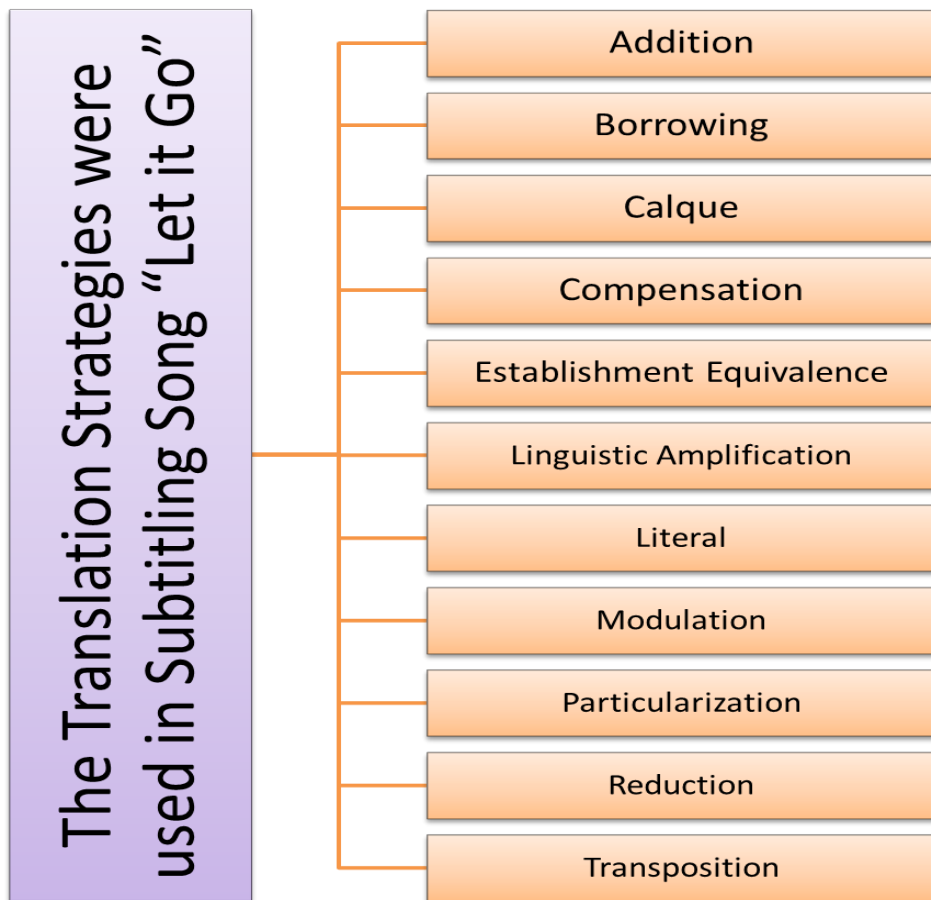 The Translation Strategies were
used in Subtitling Song “Let it Go”
Addition
Borrowing
Calque
Compensation
Establishment Equivalence
Linguistic Amplification
Literal
Modulation
Particularization
Reduction
Transposition